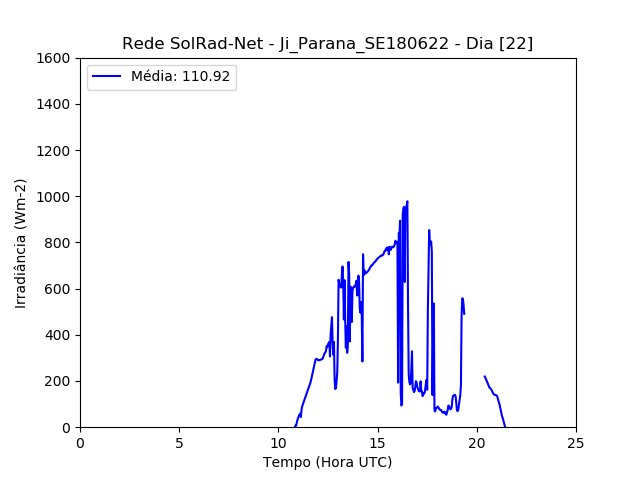 Rede SolRad-Net - Ji_Parana_SE180622 - Dia [22]
Média: 110.92
1600
1400
1200
1000
800
600
400
200
0
Irradiância (Wm-2)
0 5 10 15 20 25
Tempo (Hora UTC)